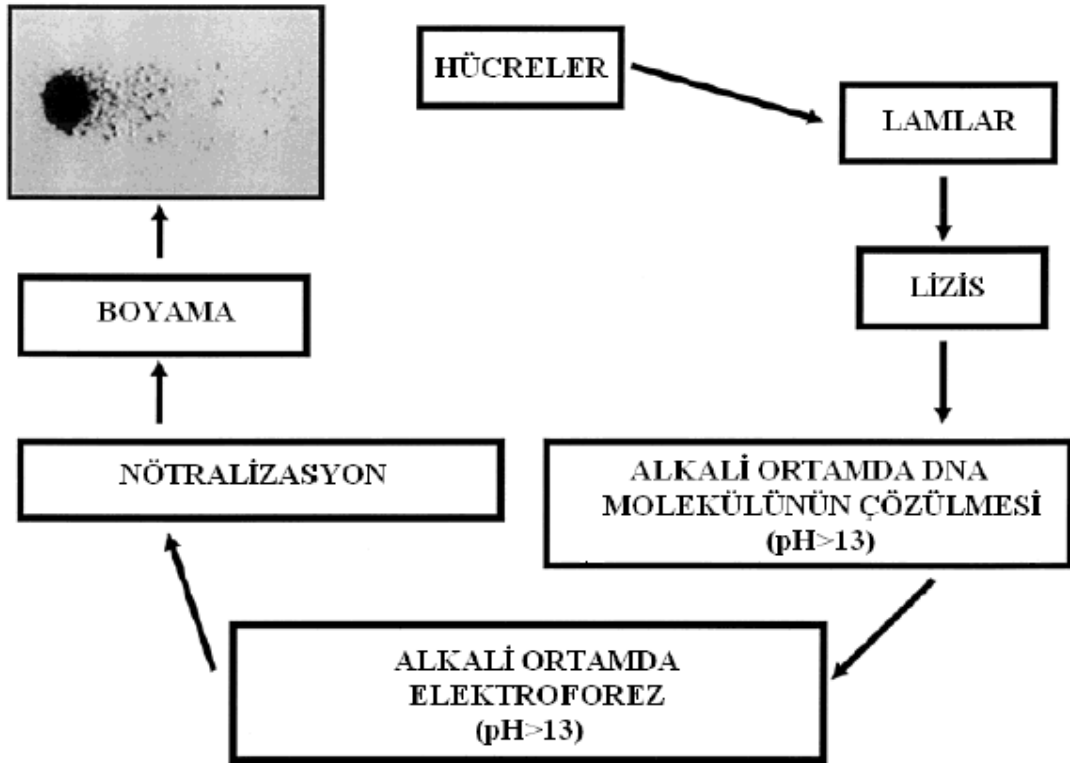 HÜCRELER
LAMLAR
LİZİS
ALKALİ ORTAMDA DNA
MOLEKÜLÜNÜN ÇÖZÜLMESİ
(pH>13)
ALKALİ ORTAMDA
ELEKTROFOREZ
(pH>13)
NÖTRALİZASYON
BOYAMA